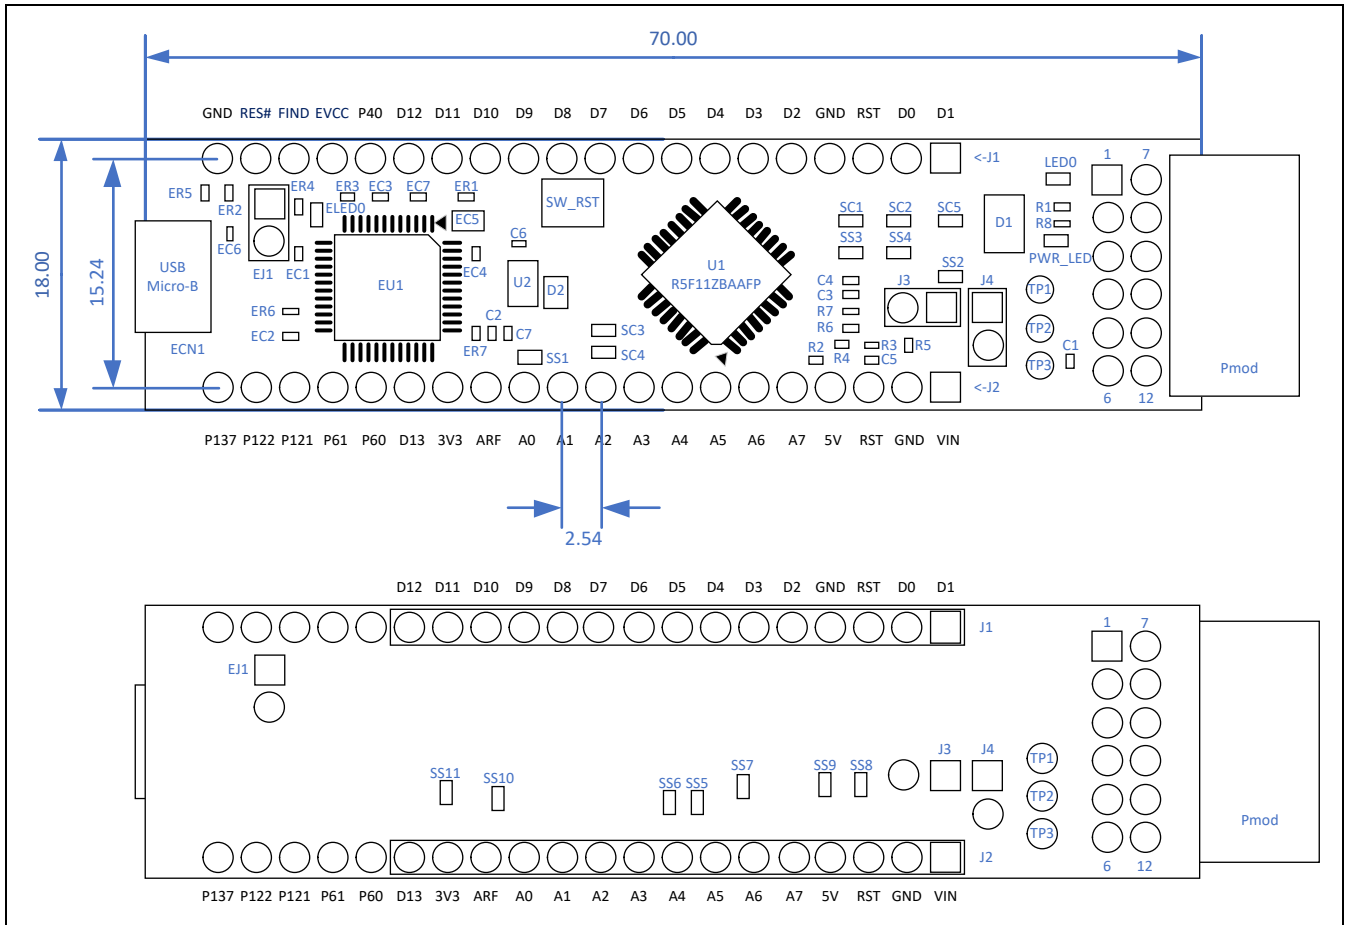 70.00
GND RES# FIND EVCC P40 D12 D11 D10 D9 D8 D7 D6 D5 D4 D3 D2 GND RST D0 D1
<-J1
1 7
LED0
ER5 ER2 ER4 ER3 EC3 EC7 ER1
ELED0
SW_RST
EC5
SC1 SC2 SC5
D1
R1
R8
EC6
EJ1
EC1
EC4
C6
SS3 SS4
PWR_LED
18.00
15.24
USB
Micro-B
EU1
U2
D2
U1
R5F11ZBAAFP
C4
C3
R7
R6
J3
SS2
J4
TP1
TP2
TP3
ER6
EC2
ECN1
C2
ER7
C7
SS1
SC3
SC4
R2
R4
R3
C5
R5
C1
Pmod
<-J2
6 12
P137 P122 P121 P61 P60 D13 3V3 ARF A0 A1 A2 A3 A4 A5 A6 A7 5V RST GND VIN
2.54
D12 D11 D10 D9 D8 D7 D6 D5 D4 D3 D2 GND RST D0 D1
J1
1 7
EJ1
SS11 SS10 SS6 SS5 SS7 SS9 SS8
J3 J4
TP1
TP2
TP3
Pmod
J2
6 12
P137 P122 P121 P61 P60 D13 3V3 ARF A0 A1 A2 A3 A4 A5 A6 A7 5V RST GND VIN